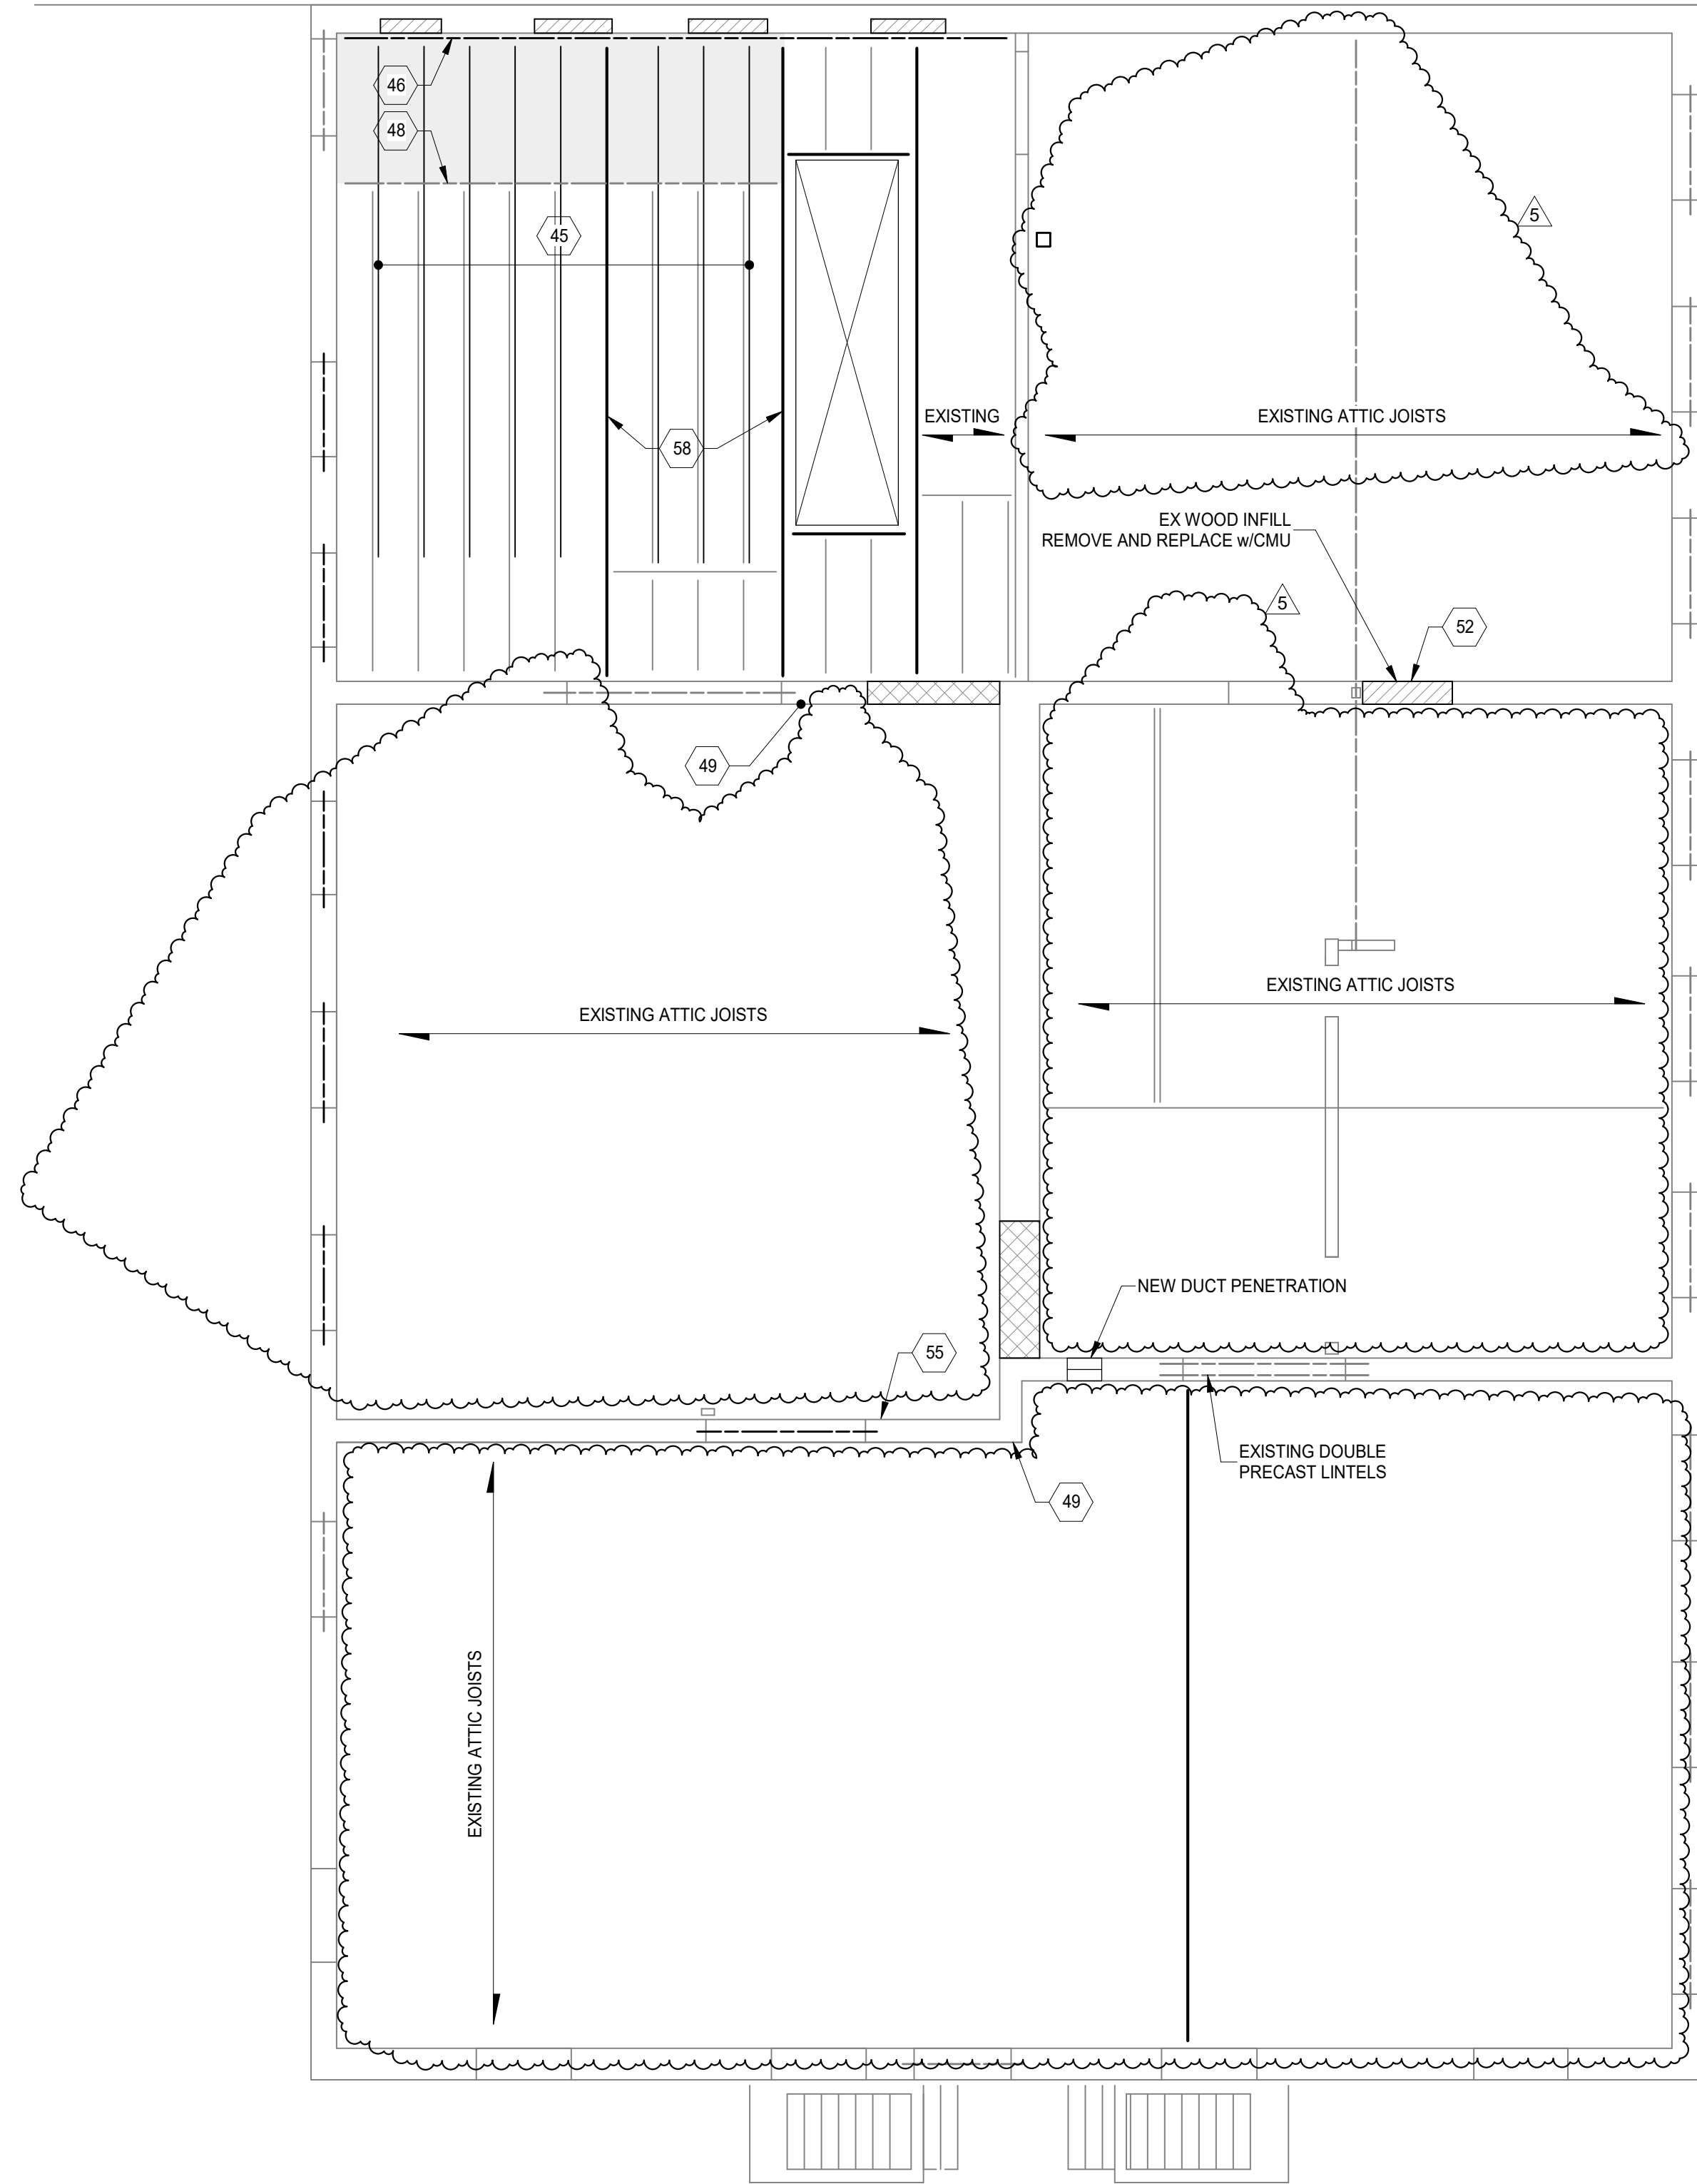 46
48
45
5
EXISTING
EXISTING ATTIC JOISTS
58
EX WOOD INFILL
REMOVE AND REPLACE w/CMU
5
52
49
EXISTING ATTIC JOISTS
EXISTING ATTIC JOISTS
NEW DUCT PENETRATION
55
EXISTING DOUBLE
PRECAST LINTELS
49
EXISTING ATTIC JOISTS